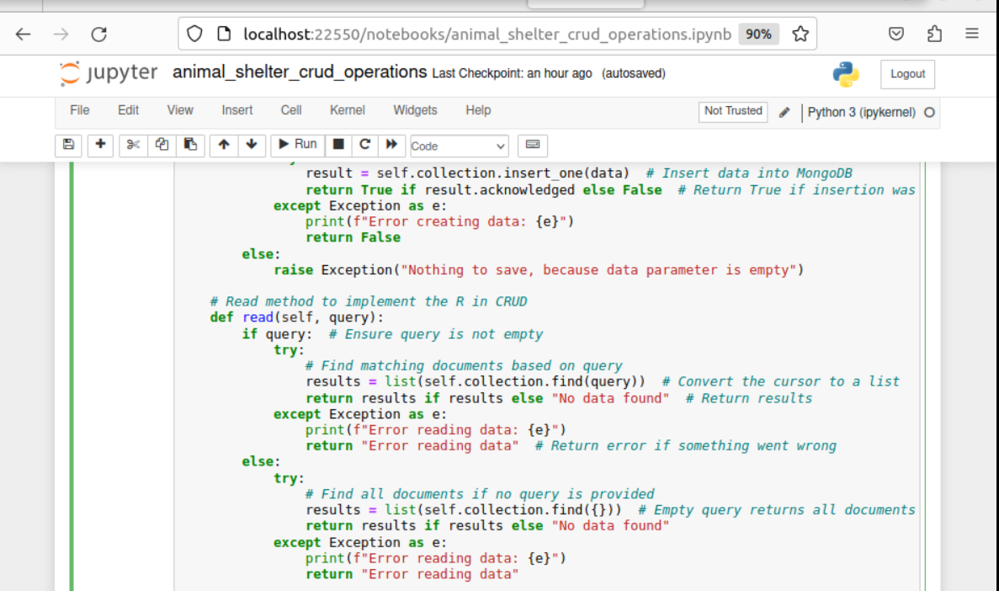 localhost:22550/notebooks/animal_shelter_crud_operations.ipynb 90%
jupyter animal_shelter_crud_operations Last Checkpoint: an hour ago (autosaved) Logout
File Edit View Insert Cell Kernel Widgets Help Not Trusted Python 3 (ipykernel)
Run Code
result = self.collection.insert_one(data)  # Insert data into MongoDB
return True if result.acknowledged else False  # Return True if insertion was
except Exception as e:
print(f"Error creating data: {e}")
return False
else:
raise Exception("Nothing to save, because data parameter is empty")
# Read method to implement the R in CRUD
def read(self, query):
if query:  # Ensure query is not empty
try:
# Find matching documents based on query
results = list(self.collection.find(query))  # Convert the cursor to a list
return results if results else "No data found"  # Return results
except Exception as e:
print(f"Error reading data: {e}")
return "Error reading data"  # Return error if something went wrong
else:
try:
# Find all documents if no query is provided
results = list(self.collection.find({}))  # Empty query returns all documents
return results if results else "No data found"
except Exception as e:
print(f"Error reading data: {e}")
return "Error reading data"